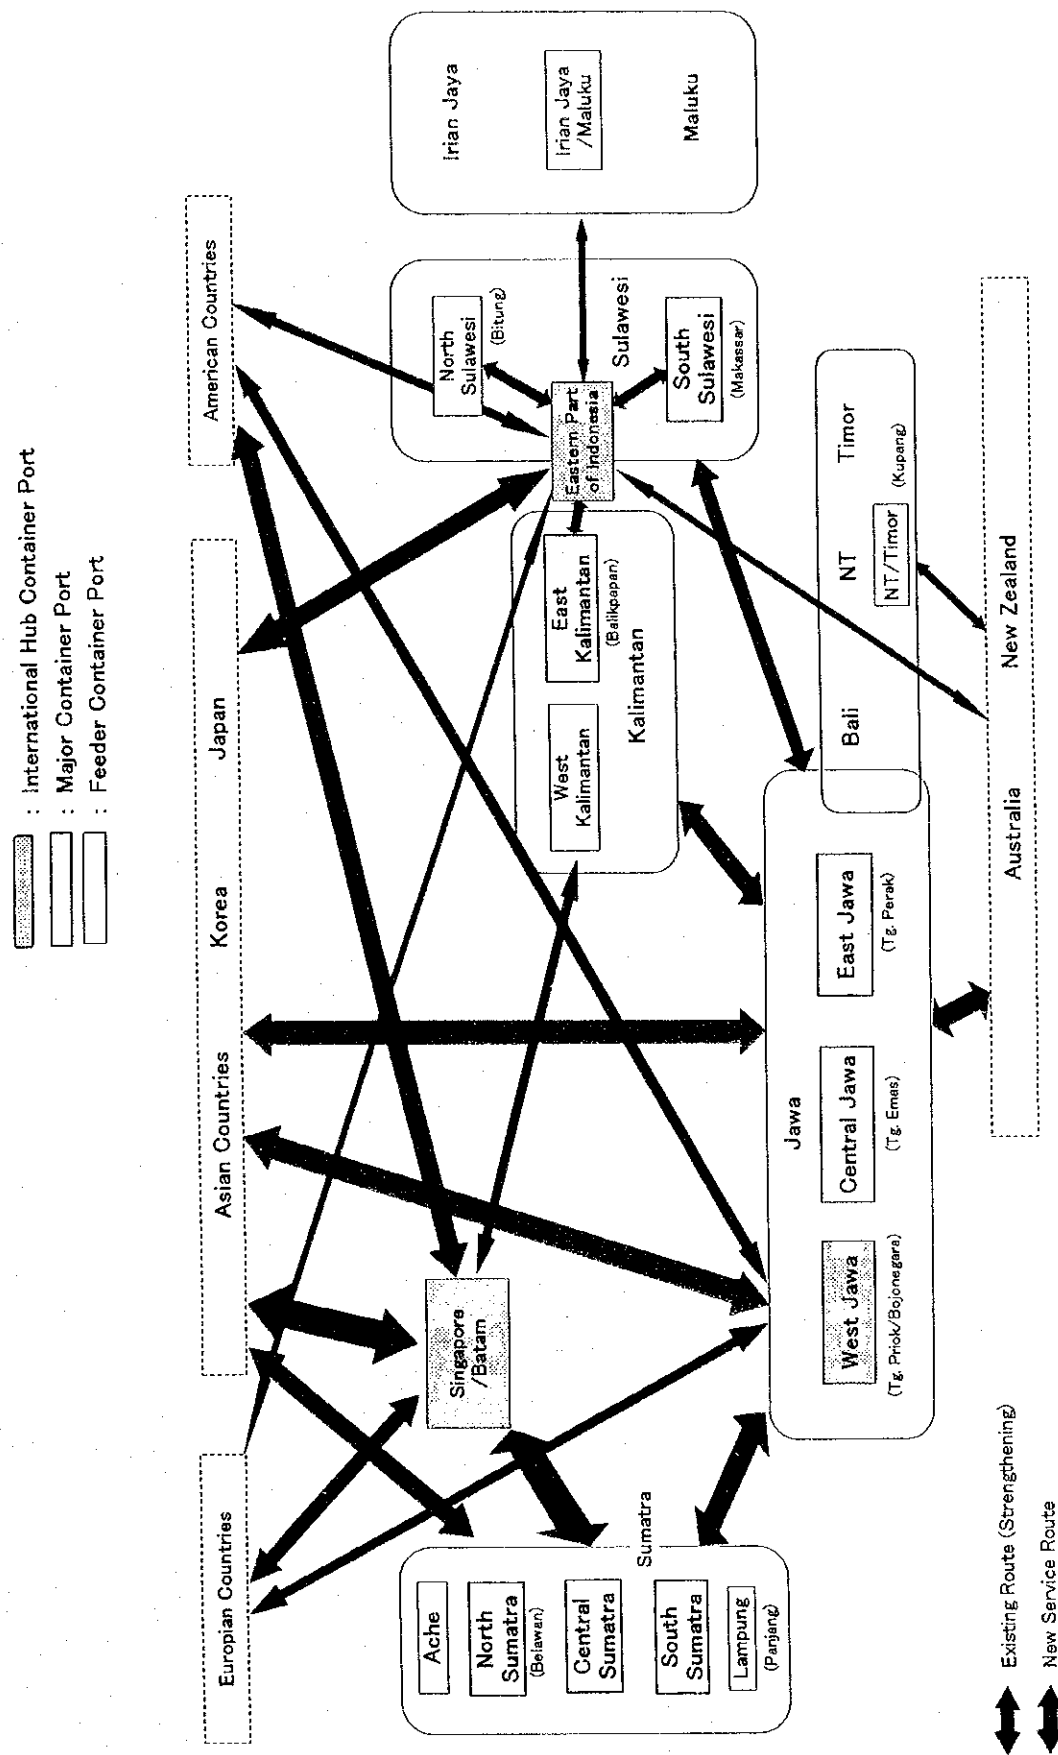 : International Hub Container Port
: Major Container Port
: Feeder Container Port
Europian Countries
Asian Countries
Korea
Japan
American Countries
Singapore
/Batam
Ache
North
Sumatra
(Belawan)
Central
Sumatra
South
Sumatra
Lampung
(Panjang)
Sumatra
West
Kalimantan
East
Kalimantan
(Balikpapan)
Kalimantan
Eastern Part
of Indonesia
North
Sulawesi
(Bitung)
Sulawesi
South
Sulawesi
(Makassar)
Irian Jaya
Irian Jaya
/Maluku
Maluku
Jawa
West Jawa
(Tg. Priok/Bojonegara)
Central Jawa
(Tg. Emas)
East Jawa
(Tg. Perak)
Bali
NT
Timor
NT/Timor
(Kupang)
Australia
New Zealand
Existing Route (Strengthening)
New Service Route